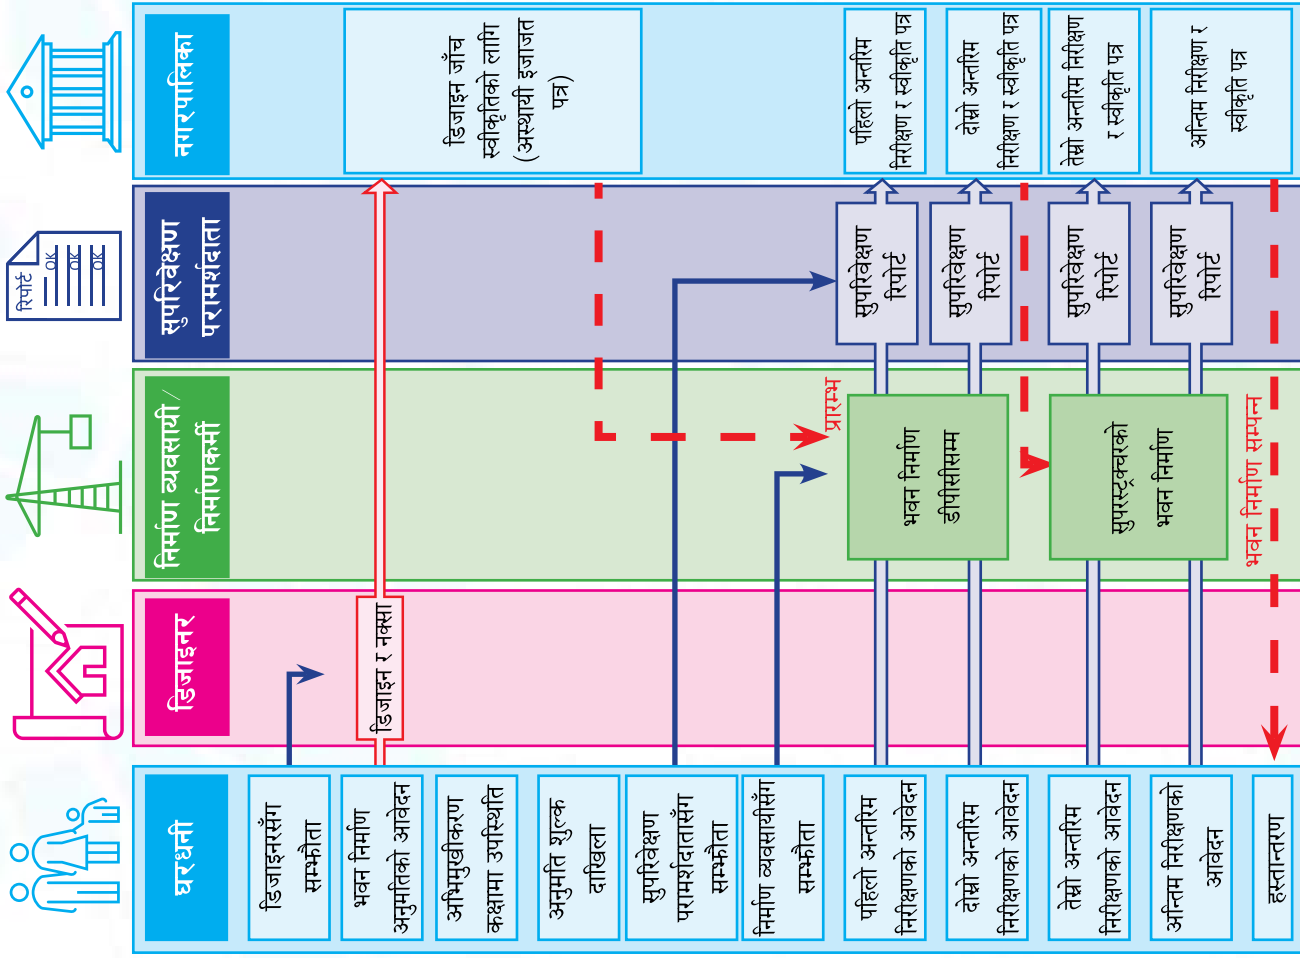 घरधनी
डिजाइनर
निर्माण व्यवसायी/
निर्माणकर्मी
सुपरिवेक्षण
परामर्शदाता
नगरपालिका
रिपोर्ट
OK
OK
OK
डिजाइनरसँग
सम्झौता
भवन निर्माण
अनुमतिको आवेदन
डिजाइन र नक्सा
डिजाइन जाँच
स्वीकृतिको लागि
(अस्थायी इजाजत
पत्र)
अभिमुखीकरण
कक्षामा उपस्थिति
अनुमति शुल्क
दाखिला
सुपरिवेक्षण
परामर्शदातासँग
सम्झौता
निर्माण व्यवसायीसँग
सम्झौता
प्रारम्भ
पहिलो अन्तरिम
निरीक्षणको आवेदन
भवन निर्माण
डीपीसीसम्म
सुपरिवेक्षण
रिपोर्ट
पहिलो अन्तरिम
निरीक्षण र स्वीकृति पत्र
दोस्रो अन्तरिम
निरीक्षणको आवेदन
सुपरिवेक्षण
रिपोर्ट
दोस्रो अन्तरिम
निरीक्षण र स्वीकृति पत्र
तेस्रो अन्तरिम
निरीक्षणको आवेदन
सुपरस्ट्रक्चरको
भवन निर्माण
सुपरिवेक्षण
रिपोर्ट
तेस्रो अन्तरिम निरीक्षण
र स्वीकृति पत्र
अन्तिम निरीक्षणको
आवेदन
सुपरिवेक्षण
रिपोर्ट
अन्तिम निरीक्षण र
स्वीकृति पत्र
भवन निर्माण सम्पन्न
हस्तान्तरण